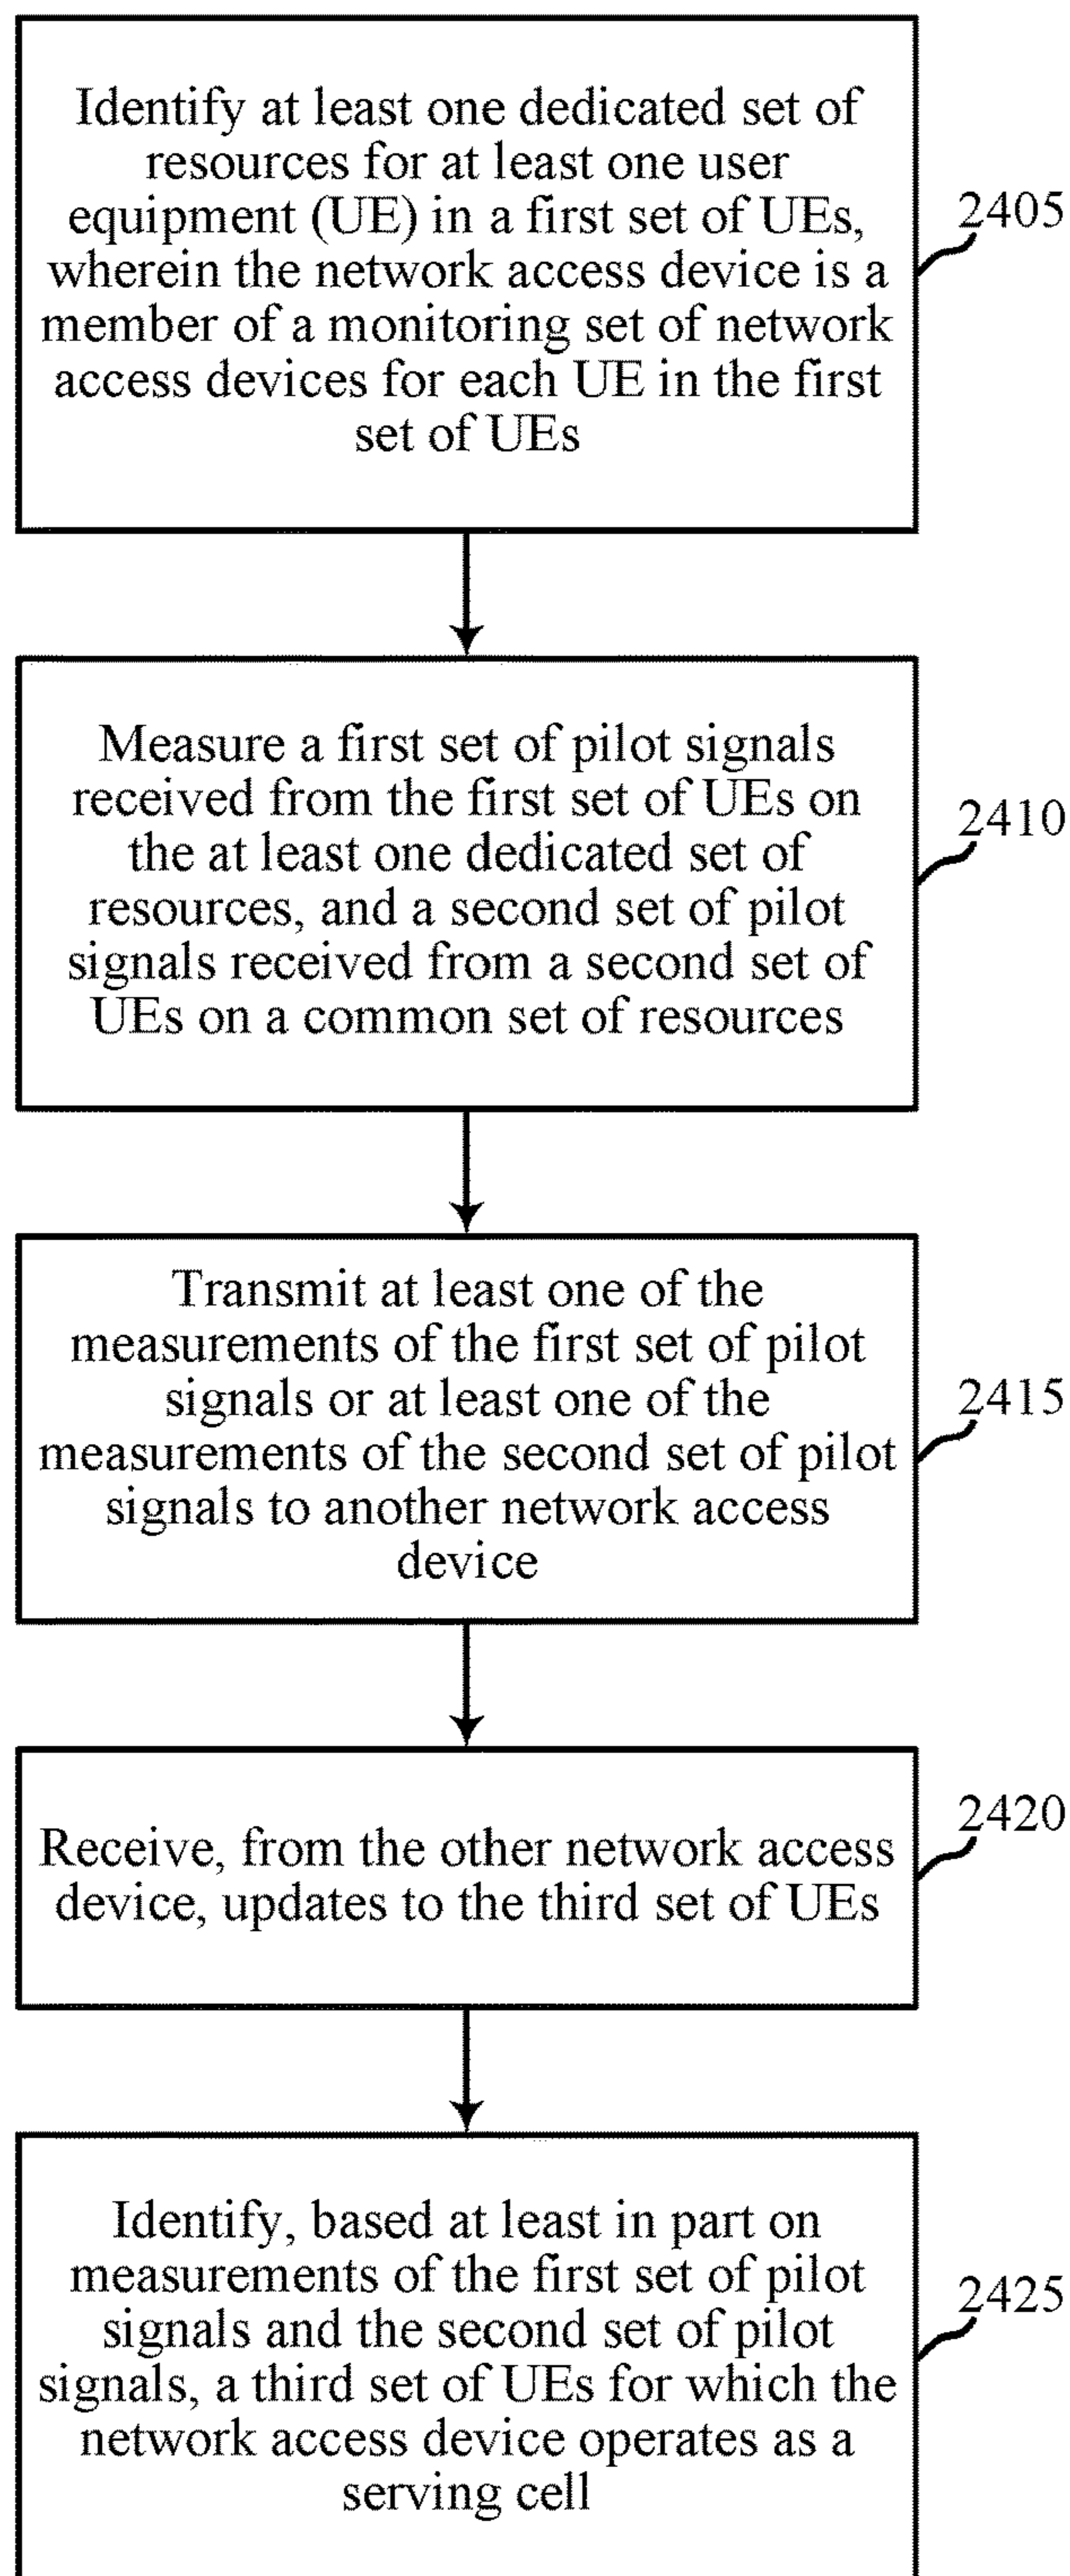 Identify at least one dedicated set of
resources for at least one user
equipment (UE) in a first set of UEs,
wherein the network access device is a
member of a monitoring set of network
access devices for each UE in the first
set of UEs
2405
Measure a first set of pilot signals
received from the first set of UEs on
the at least one dedicated set of
resources, and a second set of pilot
signals received from a second set of
UEs on a common set of resources
2410
Transmit at least one of the
measurements of the first set of pilot
signals or at least one of the
measurements of the second set of pilot
signals to another network access
device
2415
Receive, from the other network access
device, updates to the third set of UEs
2420
Identify, based at least in part on
measurements of the first set of pilot
signals and the second set of pilot
signals, a third set of UEs for which the
network access device operates as a
serving cell
2425